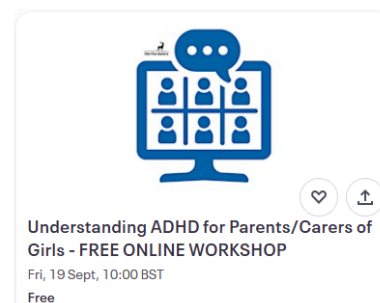 Understanding ADHD for Parents/Carers of
Girls - FREE ONLINE WORKSHOP
Fri, 19 Sept, 10:00 BST
Free